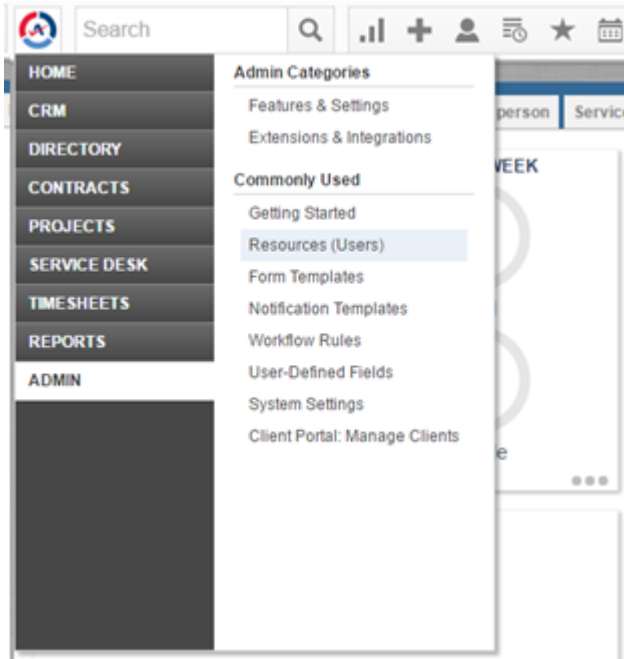 Search
HOME
CRM
DIRECTORY
CONTRACTS
PROJECTS
SERVICE DESK
TIMESHEETS
REPORTS
ADMIN
Admin Categories
Features & Settings
Extensions & Integrations
Commonly Used
Getting Started
Resources (Users)
Form Templates
Notification Templates
Workflow Rules
User-Defined Fields
System Settings
Client Portal: Manage Clients
person
Servic
WEEK
e